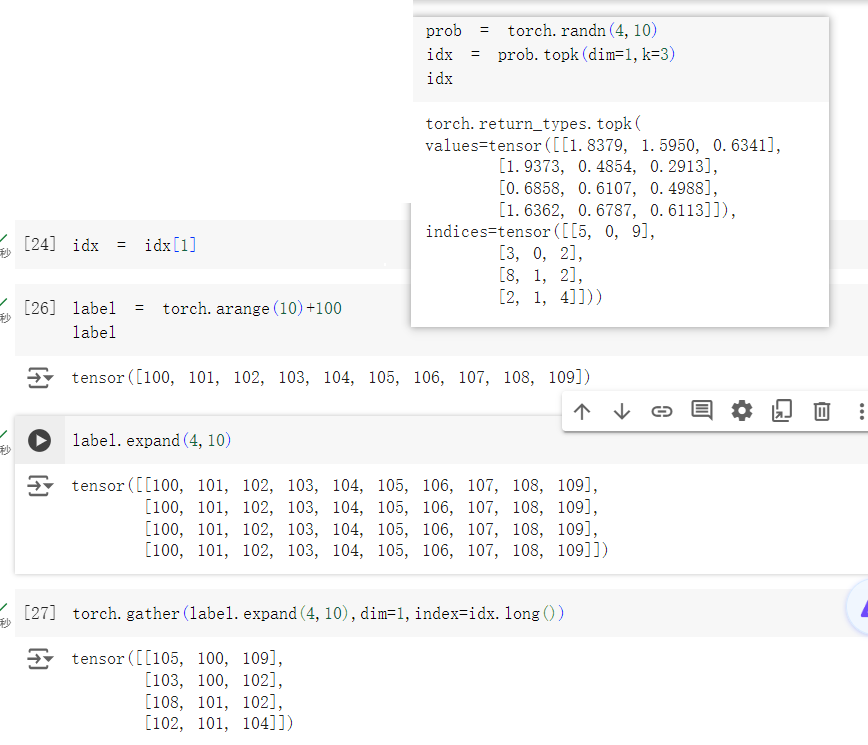 prob = torch.randn(4,10)
idx = prob.topk(dim=1,k=3)
idx
torch.return_types.topk(
values=tensor([[1.8379, 1.5950, 0.6341],
[1.9373, 0.4854, 0.2913],
[0.6858, 0.6107, 0.4988],
[1.6362, 0.6787, 0.6113]]),
indices=tensor([[5, 0, 9],
[3, 0, 2],
[8, 1, 2],
[2, 1, 4]]))
秒
[24] idx = idx[1]
秒
[26] label = torch.arange(10)+100
label
tensor([100, 101, 102, 103, 104, 105, 106, 107, 108, 109])
秒
label.expand(4,10)
tensor([[100, 101, 102, 103, 104, 105, 106, 107, 108, 109],
[100, 101, 102, 103, 104, 105, 106, 107, 108, 109],
[100, 101, 102, 103, 104, 105, 106, 107, 108, 109],
[100, 101, 102, 103, 104, 105, 106, 107, 108, 109]])
秒
[27] torch.gather(label.expand(4,10),dim=1,index=idx.long())
tensor([[105, 100, 109],
[103, 100, 102],
[108, 101, 102],
[102, 101, 104]])